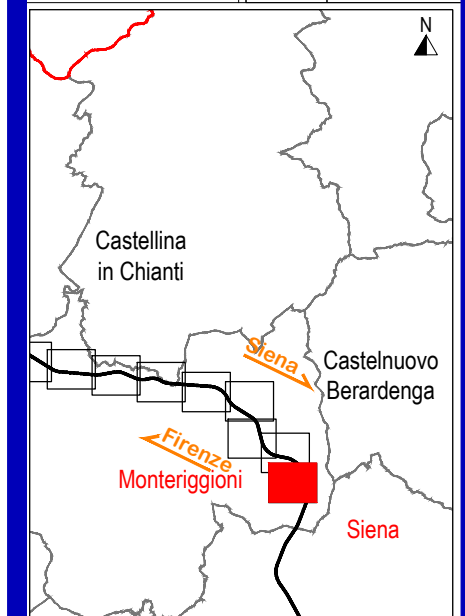 N
Castellina
in Chianti
Siena
Castelnuovo
Berardenga
Firenze
Monteriggioni
Siena